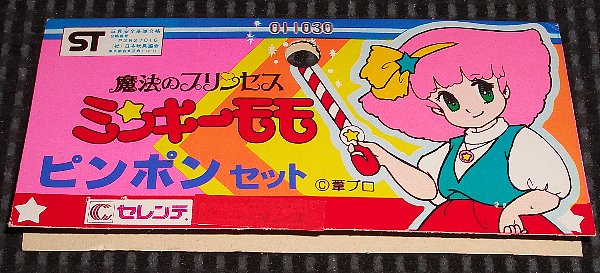 011030
ST
魔法のプリンセス
ミンキーモモ
ピンポンセット
©葦プロ
セレンテ